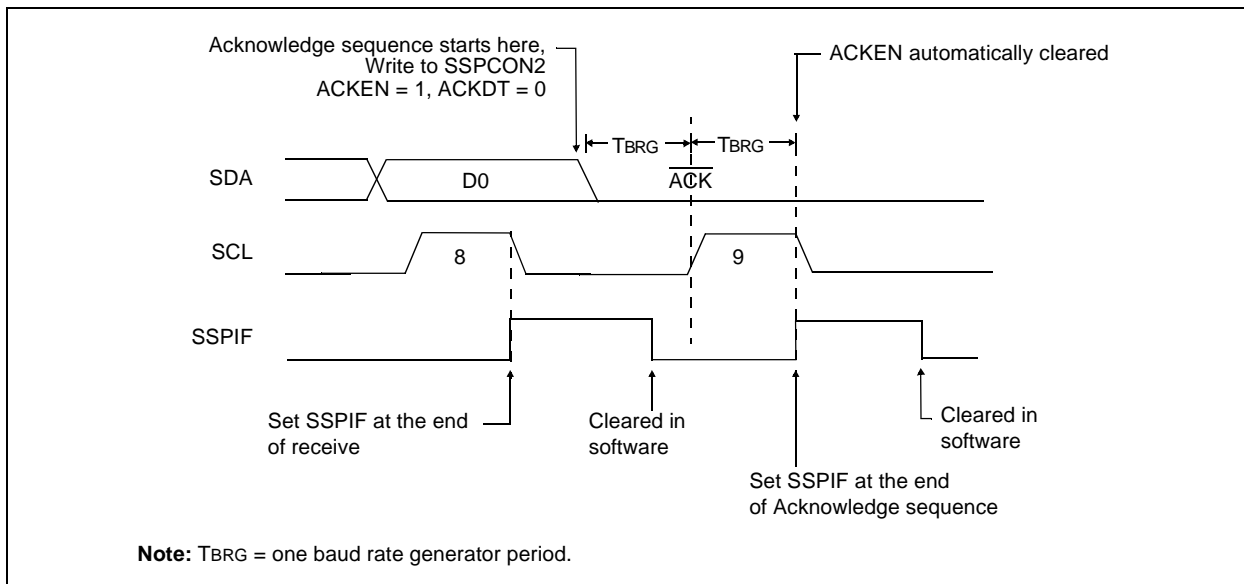 Acknowledge sequence starts here,
Write to SSPCON2
ACKEN = 1, ACKDT = 0
ACKEN automatically cleared
TBRG
TBRG
SDA
D0
ACK
SCL
8
9
SSPIF
Set SSPIF at the end
of receive
Cleared in
software
Cleared in
software
Set SSPIF at the end
of Acknowledge sequence
Note: TBRG = one baud rate generator period.